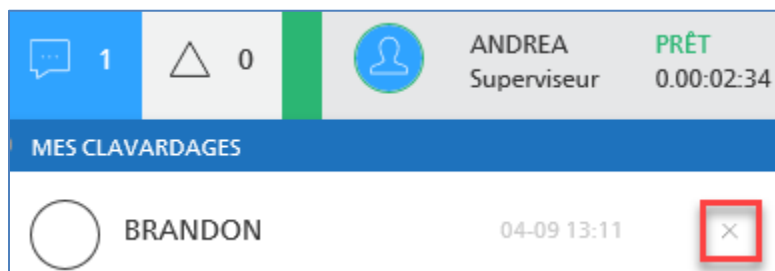 1
0
ANDREA
PRÊT
Superviseur
0.00:02:34
MES CLAVARDAGES
BRANDON
04-09 13:11